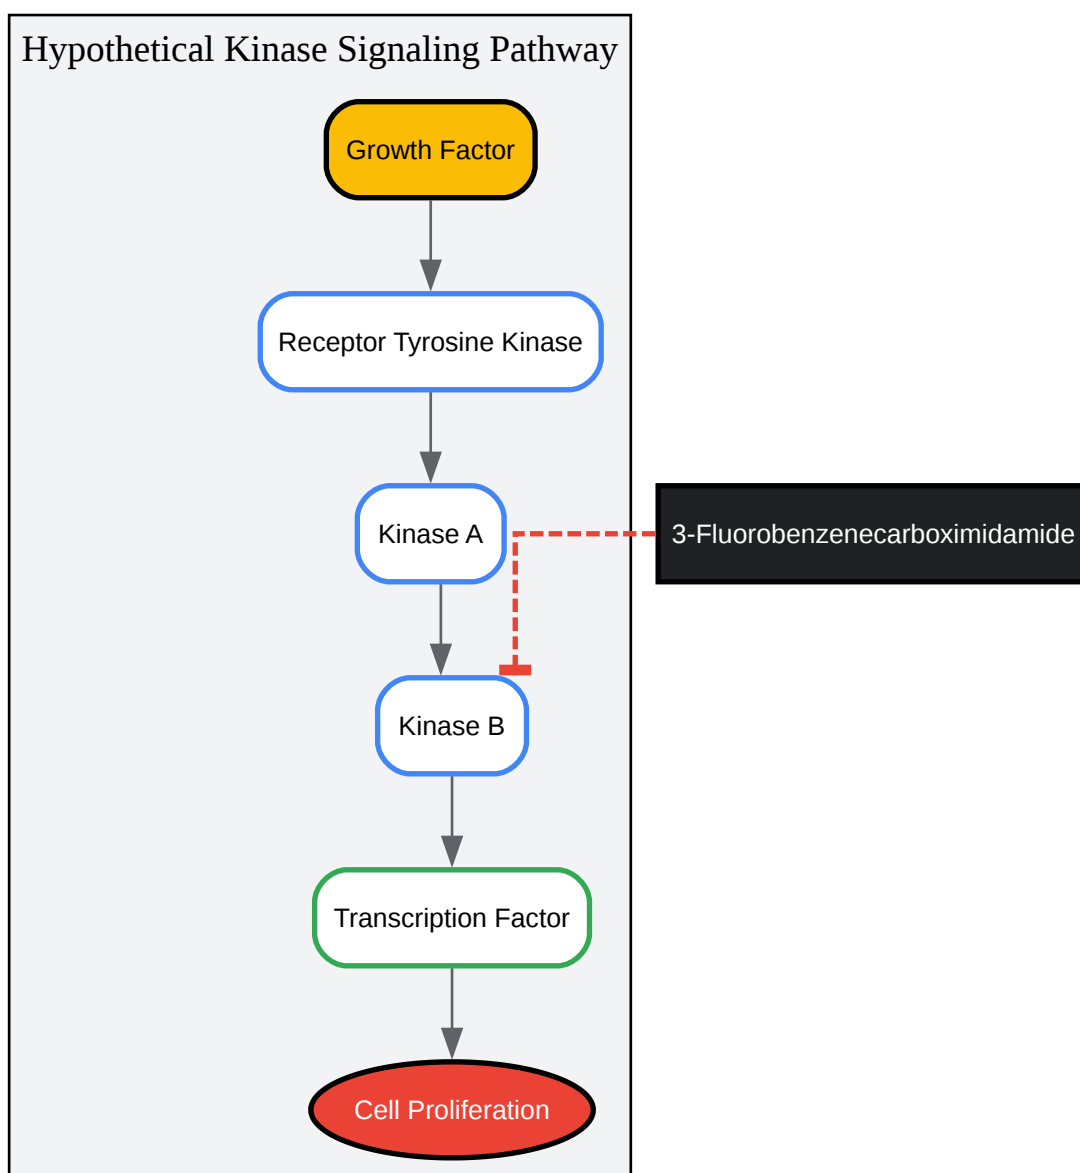 Hypothetical Kinase Signaling Pathway
Growth Factor
Receptor Tyrosine Kinase
Kinase A
3-Fluorobenzenecarboximidamide
Kinase B
Transcription Factor
Cell Proliferation